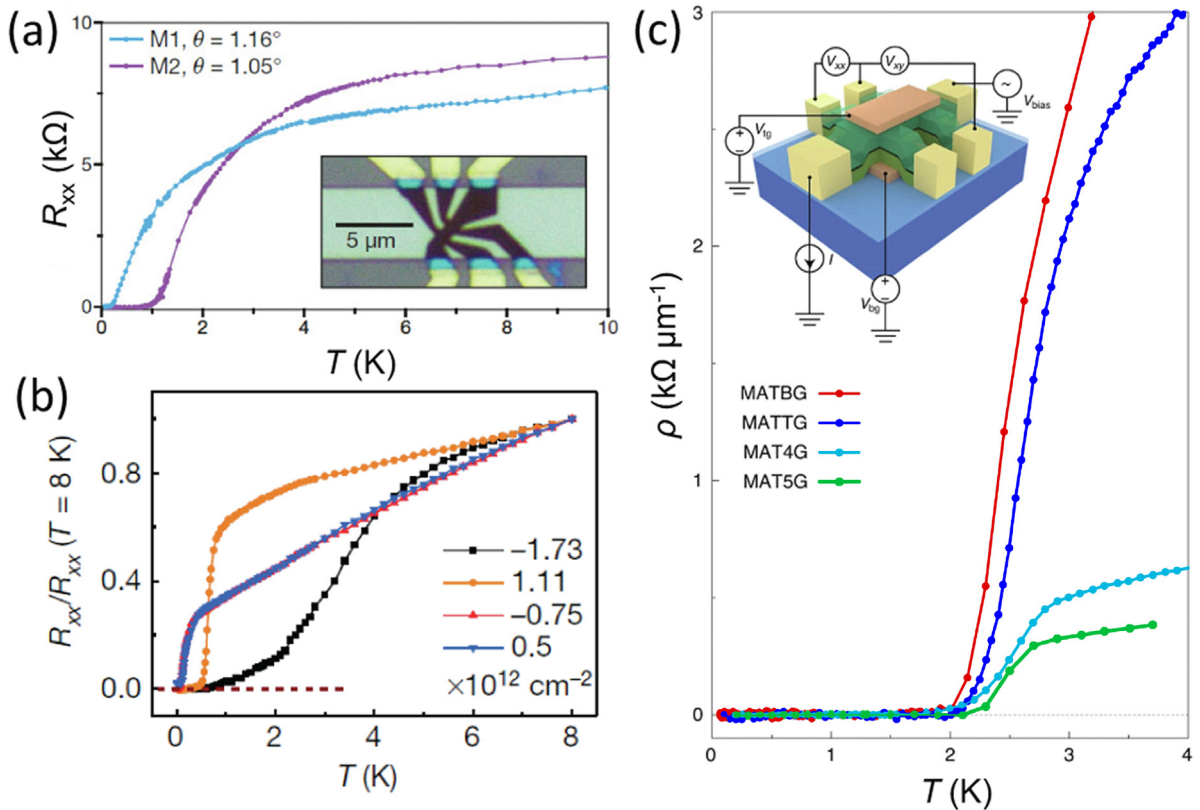 (a)
10
5
0
R_xx (kΩ)
M1, θ = 1.16°
M2, θ = 1.05°
5 µm
0 2 4 6 8 10
T (K)
(b)
0.8
0.4
0.0
R_xx/R_xx (T = 8 K)
−1.73
1.11
−0.75
0.5
×10¹² cm⁻²
0 2 4 6 8
T (K)
(c)
3
2
1
0
ρ (kΩ µm⁻¹)
V_xx
V_xy
~
V_bias
V_tg
+
−
I
V_bg
+
−
MATBG
MATTG
MAT4G
MAT5G
0 1 2 3 4
T (K)